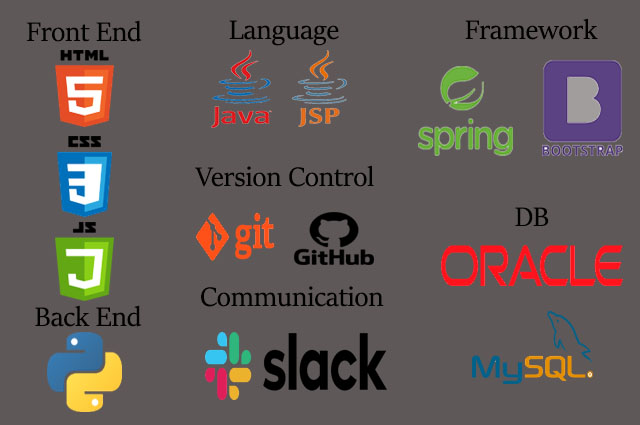 Front End
HTML
5
CSS
3
JS
Back End
Language
Java
JSP
Version Control
git
GitHub
Communication
slack
Framework
spring
B
BOOTSTRAP
DB
ORACLE
MySQL.